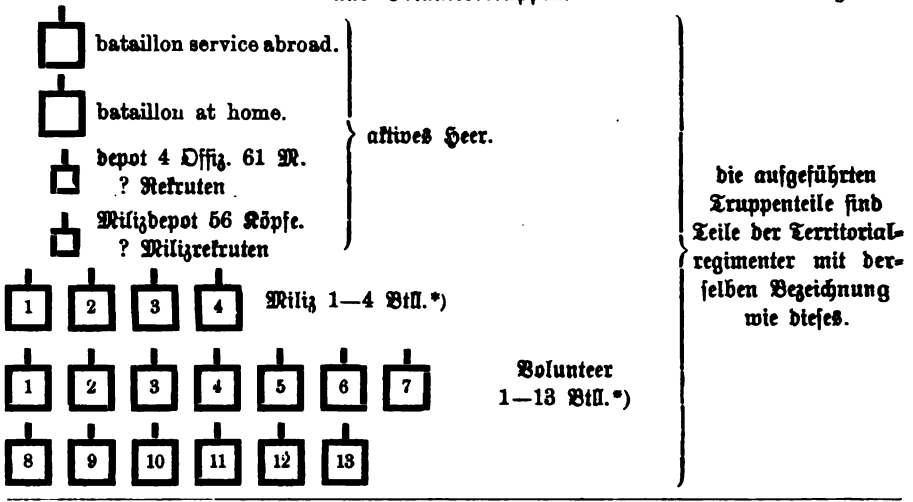 bataillon service abroad.
bataillon at home.
aktives Heer.
depot 4 Offiz. 61 M.
? Rekruten
Milizdepot 56 Köpfe.
? Milizrekruten
1 2 3 4 Miliz 1—4 Btll.*)
1 2 3 4 5 6 7
Volunteer
1—13 Btll.*)
8 9 10 11 12 13
die aufgeführten
Truppenteile sind
Teile der Territorial=
regimenter mit der=
selben Bezeichnung
wie dieses.